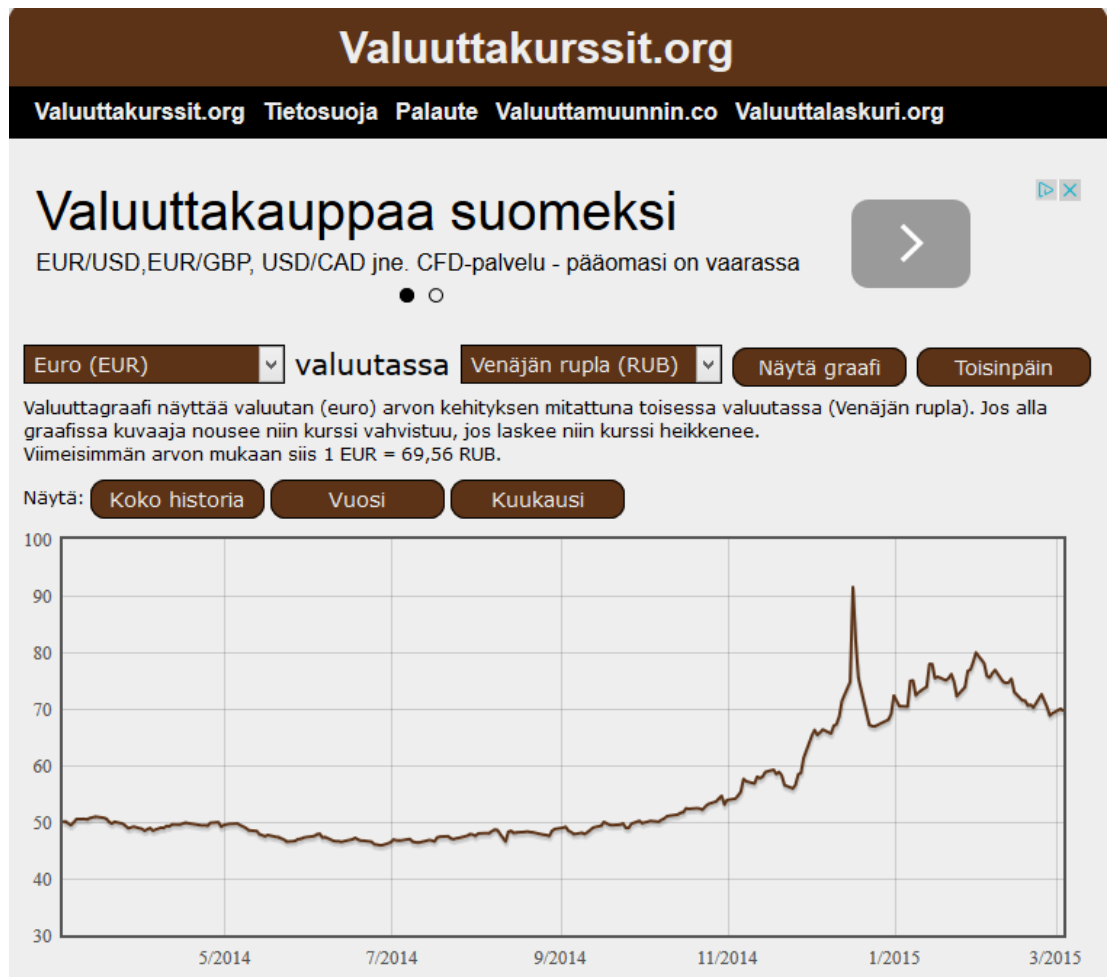 Valuuttakurssit.org
Valuuttakurssit.org Tietosuoja Palaute Valuuttamuunnin.co Valuuttalaskuri.org
Valuuttakauppaa suomeksi
EUR/USD,EUR/GBP, USD/CAD jne. CFD-palvelu - pääomasi on vaarassa
Euro (EUR) valuutassa Venäjän rupla (RUB) Näytä graafi Toisinpäin
Valuuttagraafi näyttää valuutan (euro) arvon kehityksen mitattuna toisessa valuutassa (Venäjän rupla). Jos alla
graafissa kuvaaja nousee niin kurssi vahvistuu, jos laskee niin kurssi heikkenee.
Viimeisimmän arvon mukaan siis 1 EUR = 69,56 RUB.
Näytä: Koko historia Vuosi Kuukausi
100
90
80
70
60
50
40
30
5/2014 7/2014 9/2014 11/2014 1/2015 3/2015